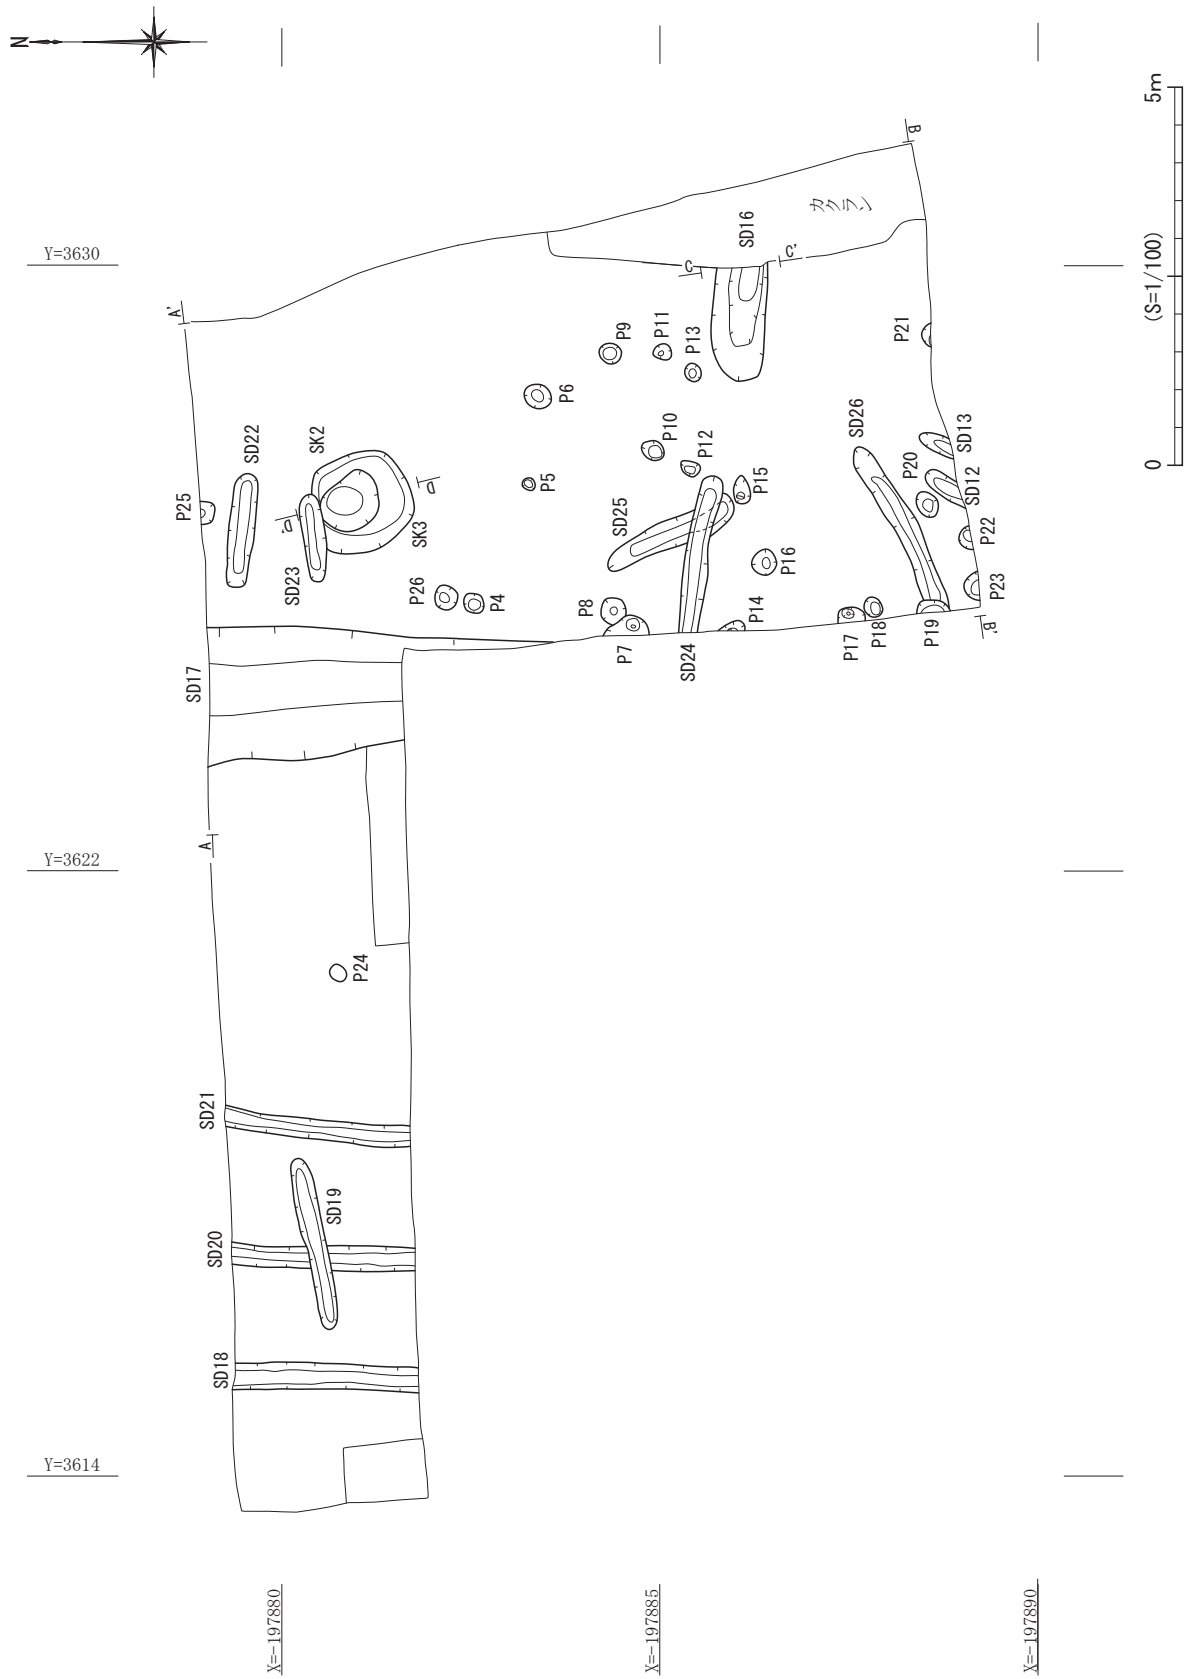 N
5m
0
(S=1/100)
Y=3630
Y=3622
Y=3614
X=-197880
X=-197885
X=-197890
A'
A
B
B'
C
C'
D
D'
カクラン
SD16
P21
P9
P11
P13
P6
P10
P12
SD26
SD13
P20
SD12
SD22
SK2
P25
P5
P15
SD25
SK3
SD23
P16
P22
P23
P26
P4
P8
P7
P14
P17
P18
P19
SD24
SD17
P24
SD21
SD19
SD20
SD18